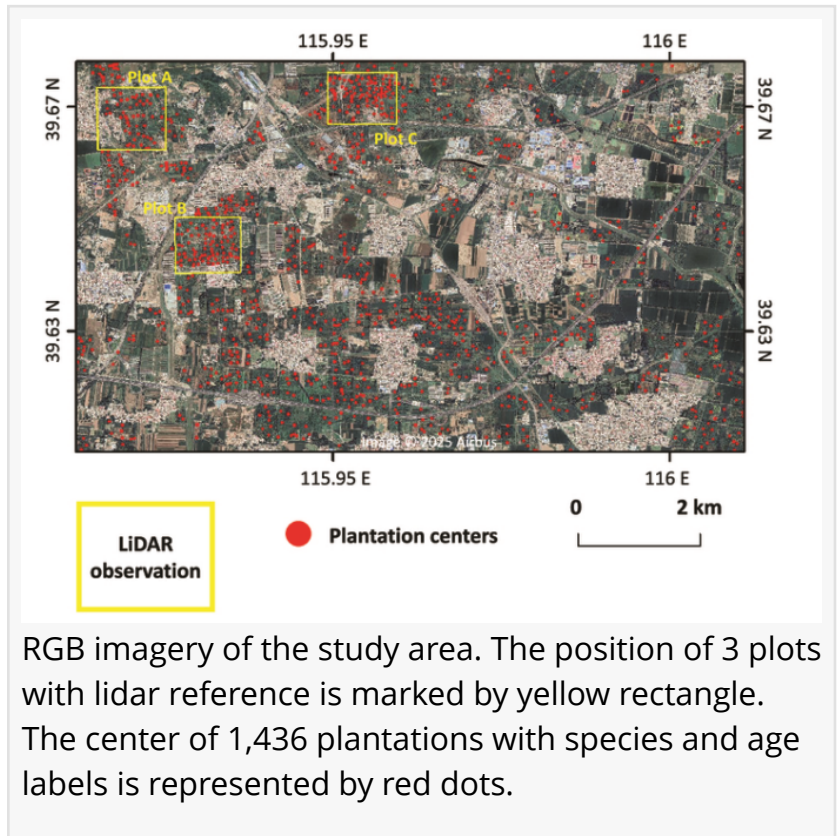 115.95 E
116 E
39.67 N
39.67 N
Plot A
Plot C
Plot B
39.63 N
39.63 N
Image © 2025 Airbus
115.95 E
116 E
LiDAR
observation
Plantation centers
0
2 km
RGB imagery of the study area. The position of 3 plots
with lidar reference is marked by yellow rectangle.
The center of 1,436 plantations with species and age
labels is represented by red dots.